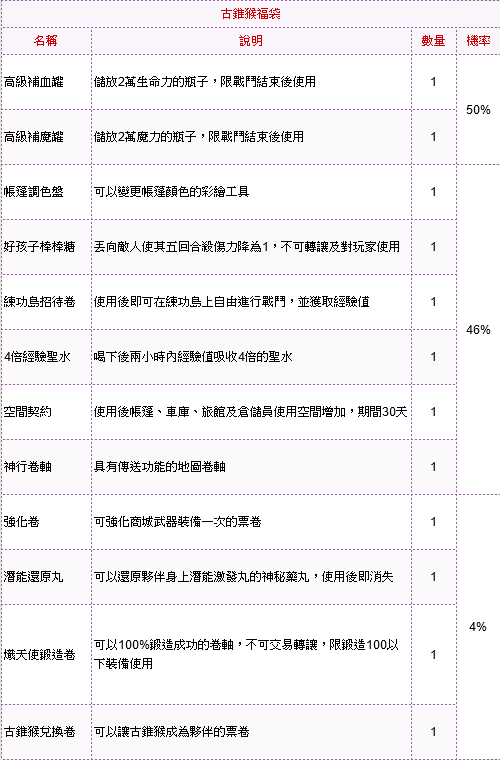 古錐猴福袋
名稱 說明 數量 機率
高級補血罐 儲放2萬生命力的瓶子，限戰鬥結束後使用 1
50%
高級補魔罐 儲放2萬魔力的瓶子，限戰鬥結束後使用 1
帳篷調色盤 可以變更帳篷顏色的彩繪工具 1
好孩子棒棒糖 丟向敵人使其五回合殺傷力降為1，不可轉讓及對玩家使用 1
練功島招待卷 使用後即可在練功島上自由進行戰鬥，並獲取經驗值 1
46%
4倍經驗聖水 喝下後兩小時內經驗值吸收4倍的聖水 1
空間契約 使用後帳篷、車庫、旅館及倉儲員使用空間增加，期間30天 1
神行卷軸 具有傳送功能的地圖卷軸 1
強化卷 可強化商城武器裝備一次的票卷 1
潛能還原丸 可以還原夥伴身上潛能激發丸的神秘藥丸，使用後即消失 1
4%
熾天使鍛造卷 可以100%鍛造成功的卷軸，不可交易轉讓，限鍛造100以 1
下裝備使用
古錐猴兌換卷 可以讓古錐猴成為夥伴的票卷 1